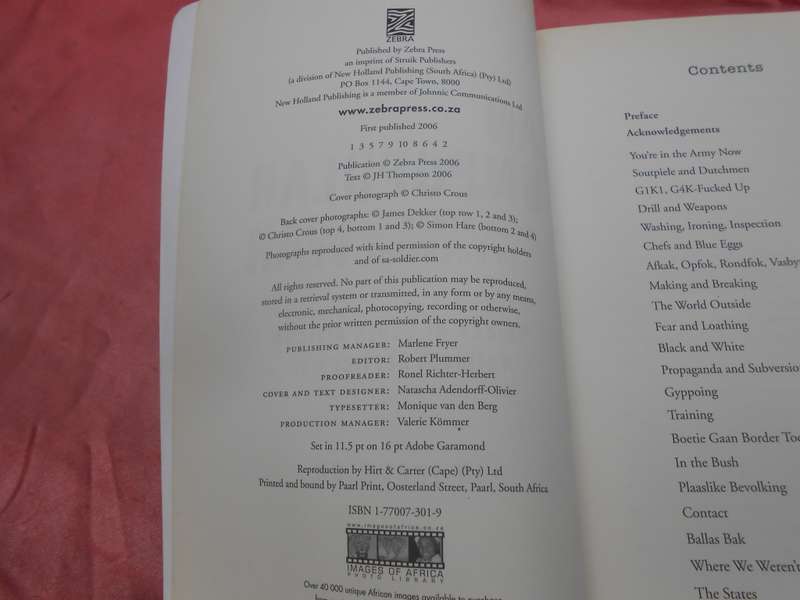 ZEBRA
Published by Zebra Press
an imprint of Struik Publishers
(a division of New Holland Publishing (South Africa) (Pty) Ltd)
PO Box 1144, Cape Town, 8000
New Holland Publishing is a member of Johnnic Communications Ltd
www.zebrapress.co.za
First published 2006
1 3 5 7 9 10 8 6 4 2
Publication © Zebra Press 2006
Text © JH Thompson 2006
Cover photograph © Christo Crous
Back cover photographs: © James Dekker (top row 1, 2 and 3);
© Christo Crous (top 4, bottom 1 and 3); © Simon Hare (bottom 2 and 4)
Photographs reproduced with kind permission of the copyright holders
and of sa-soldier.com
All rights reserved. No part of this publication may be reproduced,
stored in a retrieval system or transmitted, in any form or by any means,
electronic, mechanical, photocopying, recording or otherwise,
without the prior written permission of the copyright owners.
PUBLISHING MANAGER: Marlene Fryer
EDITOR: Robert Plummer
PROOFREADER: Ronel Richter-Herbert
COVER AND TEXT DESIGNER: Natascha Adendorff-Olivier
TYPESETTER: Monique van den Berg
PRODUCTION MANAGER: Valerie Kömmer
Set in 11.5 pt on 16 pt Adobe Garamond
Reproduction by Hirt & Carter (Cape) (Pty) Ltd
Printed and bound by Paarl Print, Oosterland Street, Paarl, South Africa
ISBN 1-77007-301-9
www.imagesofafrica.co.za
IMAGES OF AFRICA
PHOTO LIBRARY
Over 40 000 unique African images available to purchase
Contents
Preface
Acknowledgements
You're in the Army Now
Soutpiele and Dutchmen
G1K1, G4K-Fucked Up
Drill and Weapons
Washing, Ironing, Inspection
Chefs and Blue Eggs
Afkak, Opfok, Rondfok, Vasby
Making and Breaking
The World Outside
Fear and Loathing
Black and White
Propaganda and Subversion
Gyppoing
Training
Boetie Gaan Border Toe
In the Bush
Plaaslike Bevolking
Contact
Ballas Bak
Where We Weren't
The States